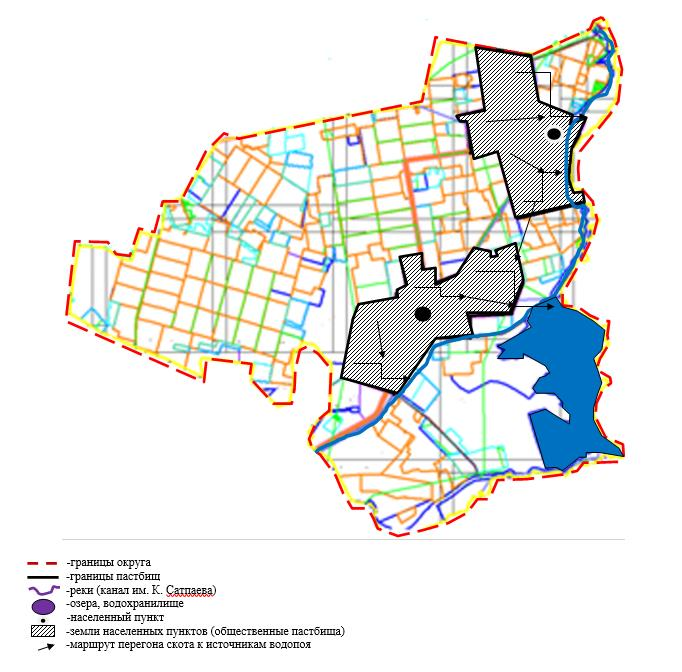 -границы округа
-границы пастбищ
-реки (канал им. К. Сатпаева)
-озера, водохранилище
-населенный пункт
-земли населенных пунктов (общественные пастбища)
-маршрут перегона скота к источникам водопоя